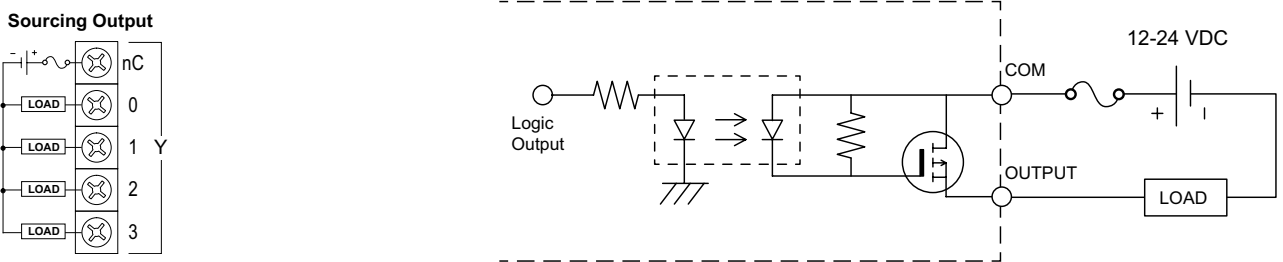 Sourcing Output
- +
nC
LOAD
0
LOAD
1
Y
LOAD
2
LOAD
3
Logic
Output
COM
12-24 VDC
+ −
OUTPUT
LOAD